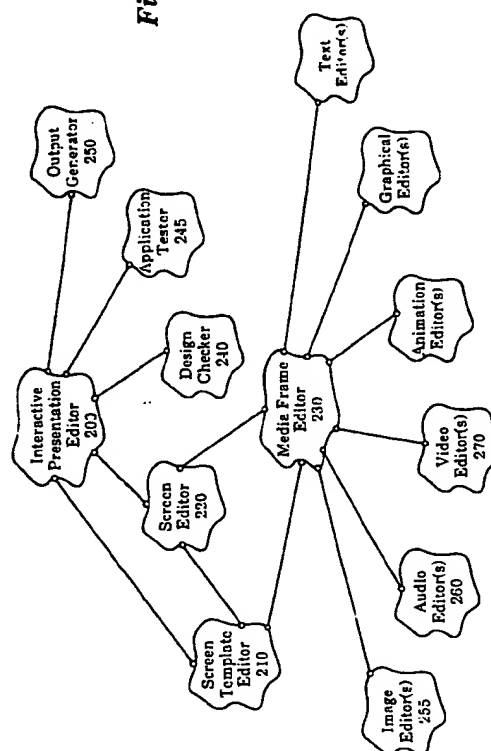 Fi
Output
Generator
250
Application
Tester
245
Interactive
Presentation
Editor
200
Design
Checker
240
Screen
Editor
220
Screen
Template
Editor
210
Media Frame
Editor
230
Text
Editor(s)
Graphical
Editor(s)
Animation
Editor(s)
Video
Editor(s)
270
Audio
Editor(s)
260
Image
Editor(s)
255